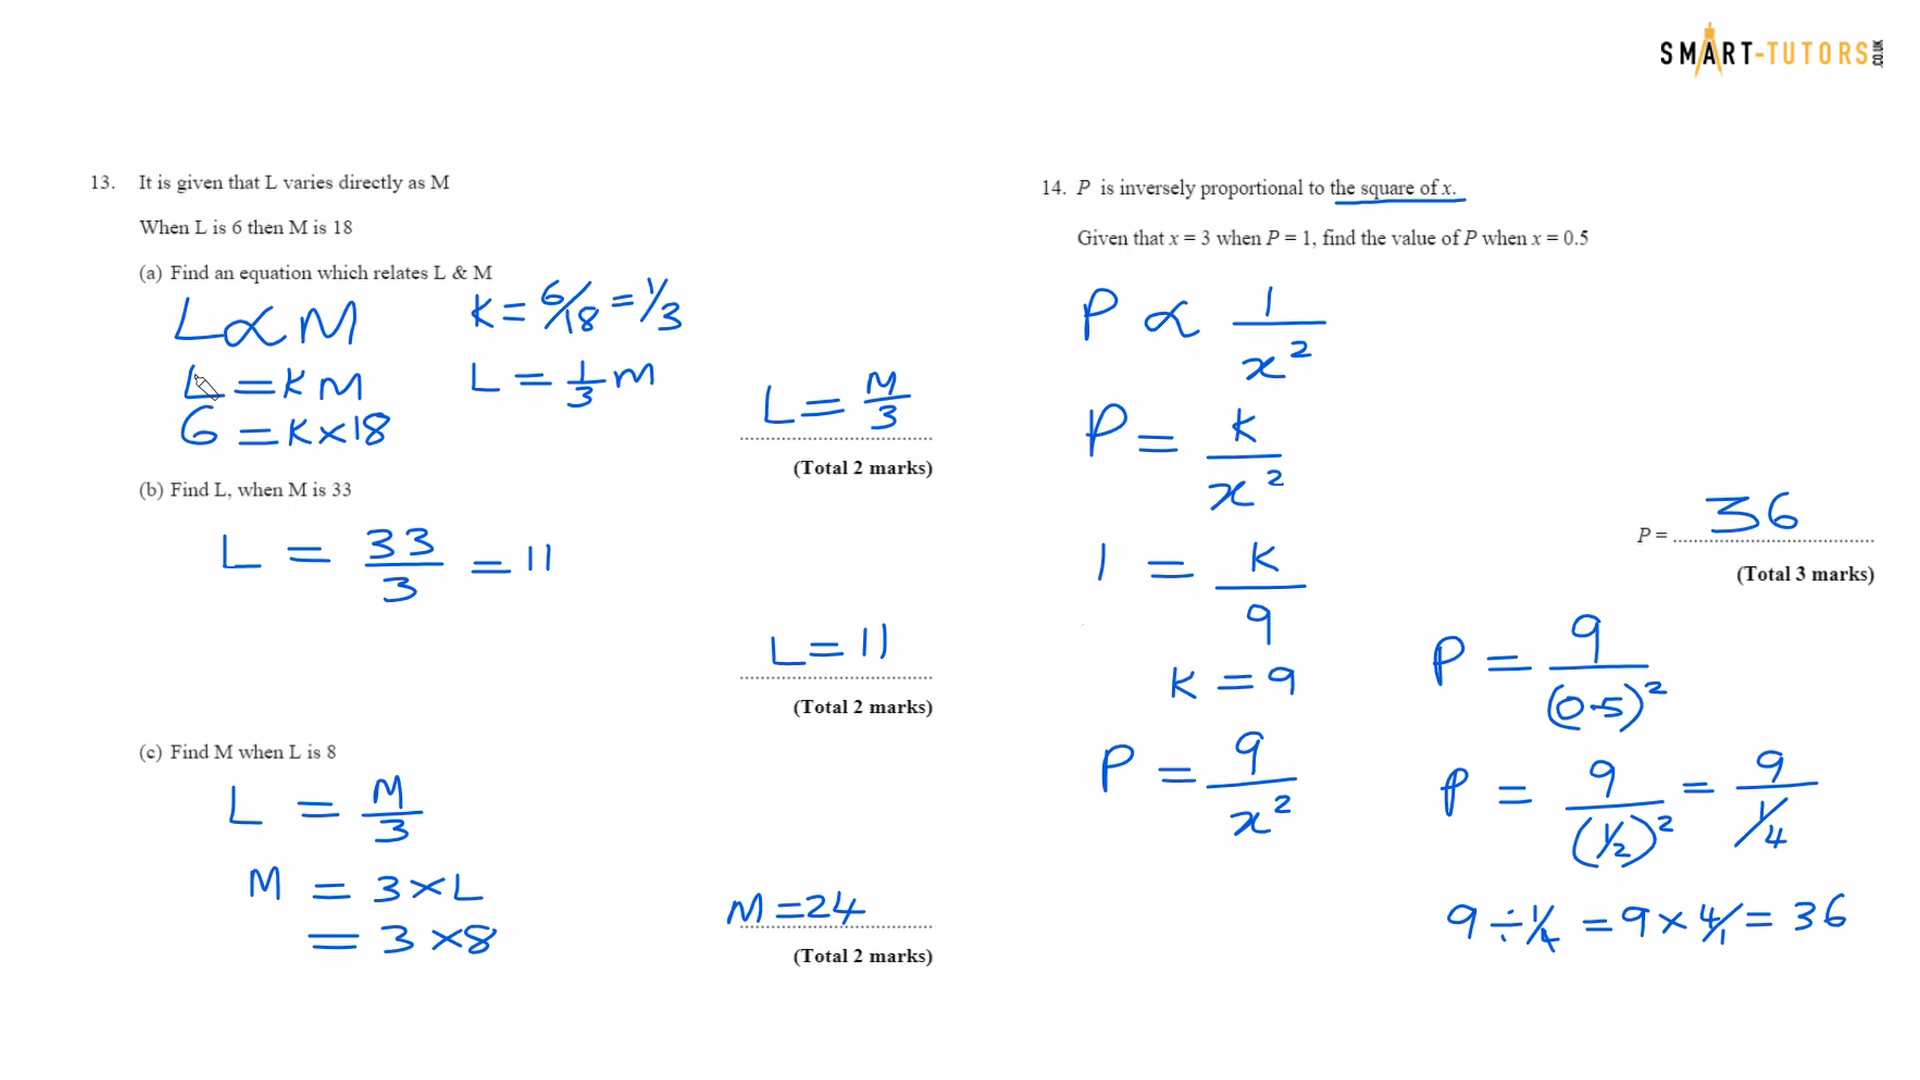 SMART-TUTORS.CO.UK
13. It is given that L varies directly as M
When L is 6 then M is 18
(a) Find an equation which relates L & M
L ∝ M
L = K M
6 = K × 18
K = 6/18 = 1/3
L = 1/3 m
L = M/3
(Total 2 marks)
(b) Find L, when M is 33
L = 33/3 = 11
L = 11
(Total 2 marks)
(c) Find M when L is 8
L = M/3
M = 3 × L
= 3 × 8
M = 24
(Total 2 marks)
14. P is inversely proportional to the square of x.
Given that x = 3 when P = 1, find the value of P when x = 0.5
P ∝ 1/x²
P = K/x²
1 = K/9
K = 9
P = 9/x²
P = 36
(Total 3 marks)
P = 9/(0.5)²
P = 9/(1/2)² = 9/1/4
9 ÷ 1/4 = 9 × 4/1 = 36